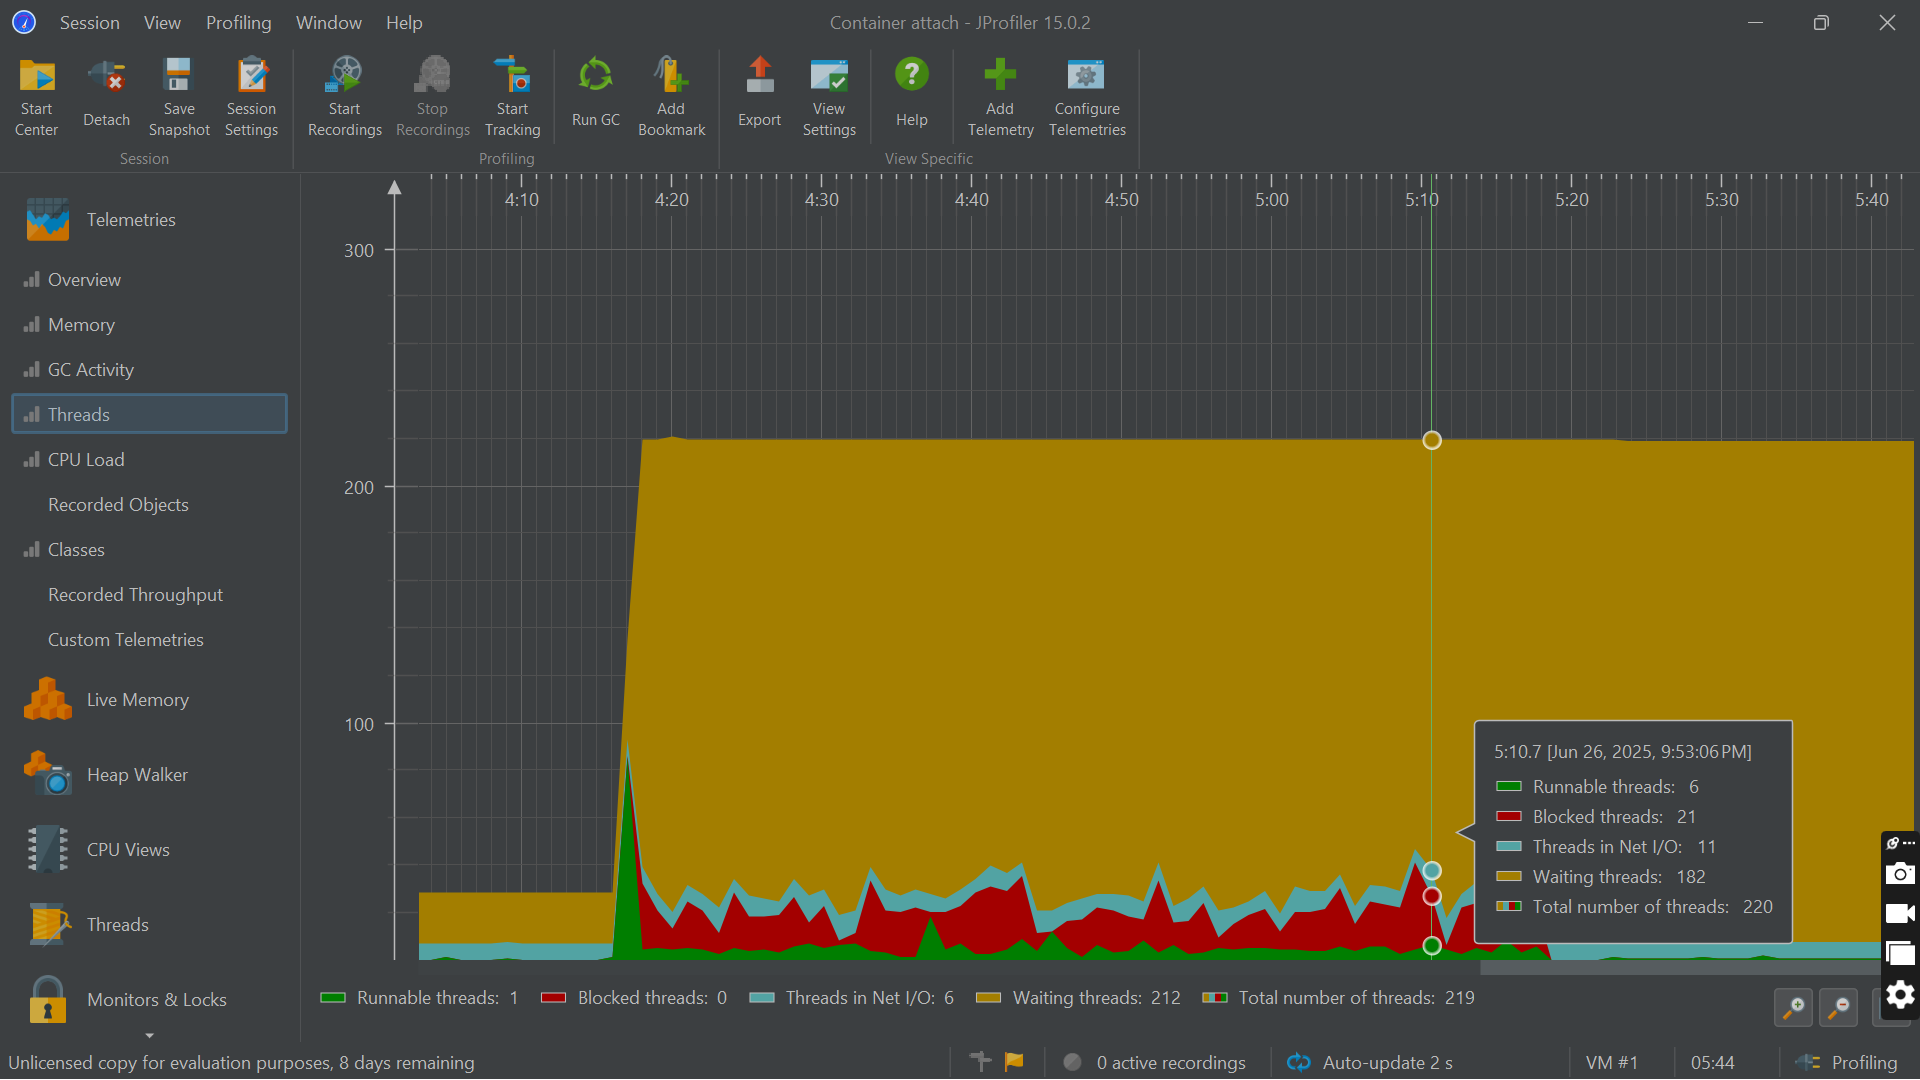 Session View Profiling Window Help
Container attach - JProfiler 15.0.2
Start Center
Detach
Save Snapshot
Session Settings
Start Recordings
Stop Recordings
Start Tracking
Run GC
Add Bookmark
Export
View Settings
Help
Add Telemetry
Configure Telemetries
Session
Profiling
View Specific
Telemetries
Overview
Memory
GC Activity
Threads
CPU Load
Recorded Objects
Classes
Recorded Throughput
Custom Telemetries
Live Memory
Heap Walker
CPU Views
Threads
Monitors & Locks
4:10 4:20 4:30 4:40 4:50 5:00 5:10 5:20 5:30 5:40
300
200
100
5:10.7 [Jun 26, 2025, 9:53:06 PM]
Runnable threads: 6
Blocked threads: 21
Threads in Net I/O: 11
Waiting threads: 182
Total number of threads: 220
Runnable threads: 1 Blocked threads: 0 Threads in Net I/O: 6 Waiting threads: 212 Total number of threads: 219
Unlicensed copy for evaluation purposes, 8 days remaining
0 active recordings
Auto-update 2 s
VM #1
05:44
Profiling